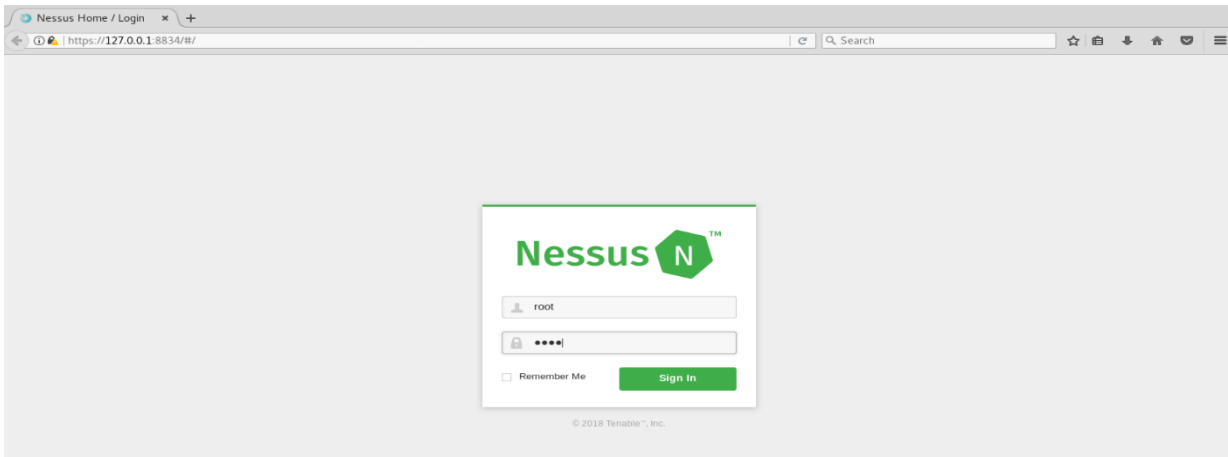 Nessus Home / Login
https://127.0.0.1:8834/#/
Search
Nessus N ™
root
••••
Remember Me
Sign In
© 2018 Tenable™, Inc.